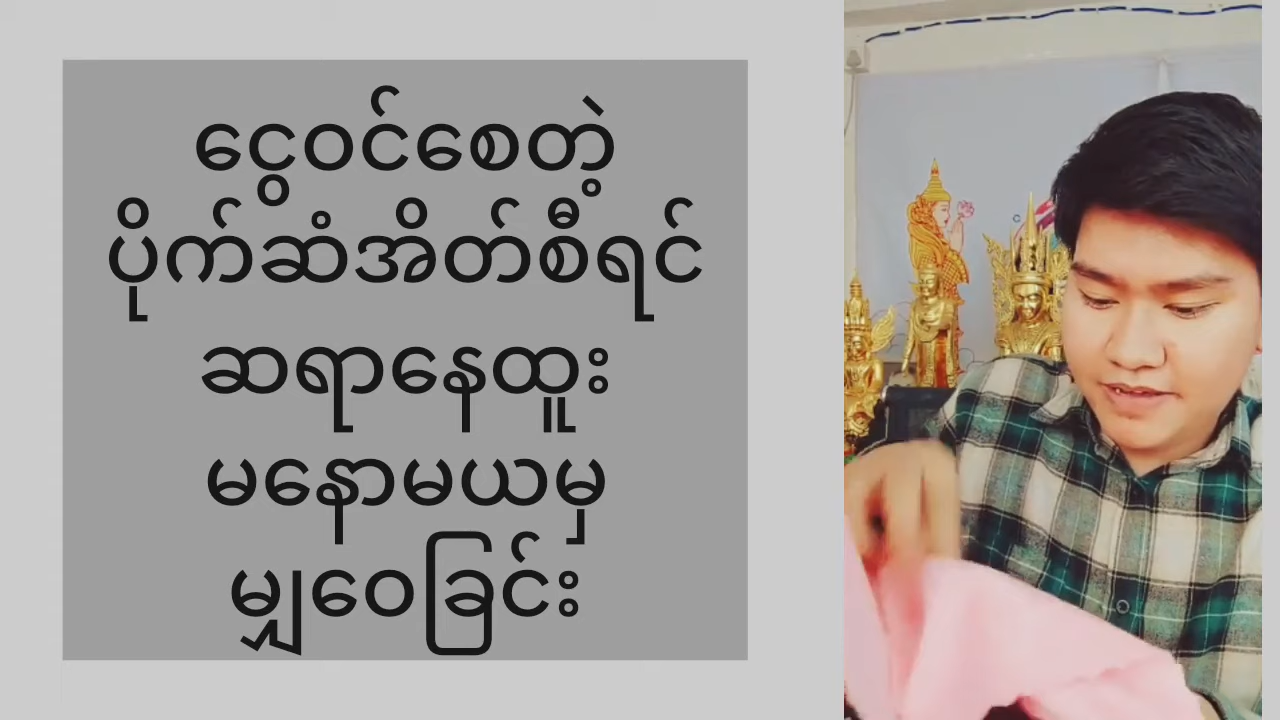 ငွေဝင်စေတဲ့
ပိုက်ဆံအိတ်စီရင်
ဆရာနေထူး
မနောမယမှ
မျှဝေခြင်း